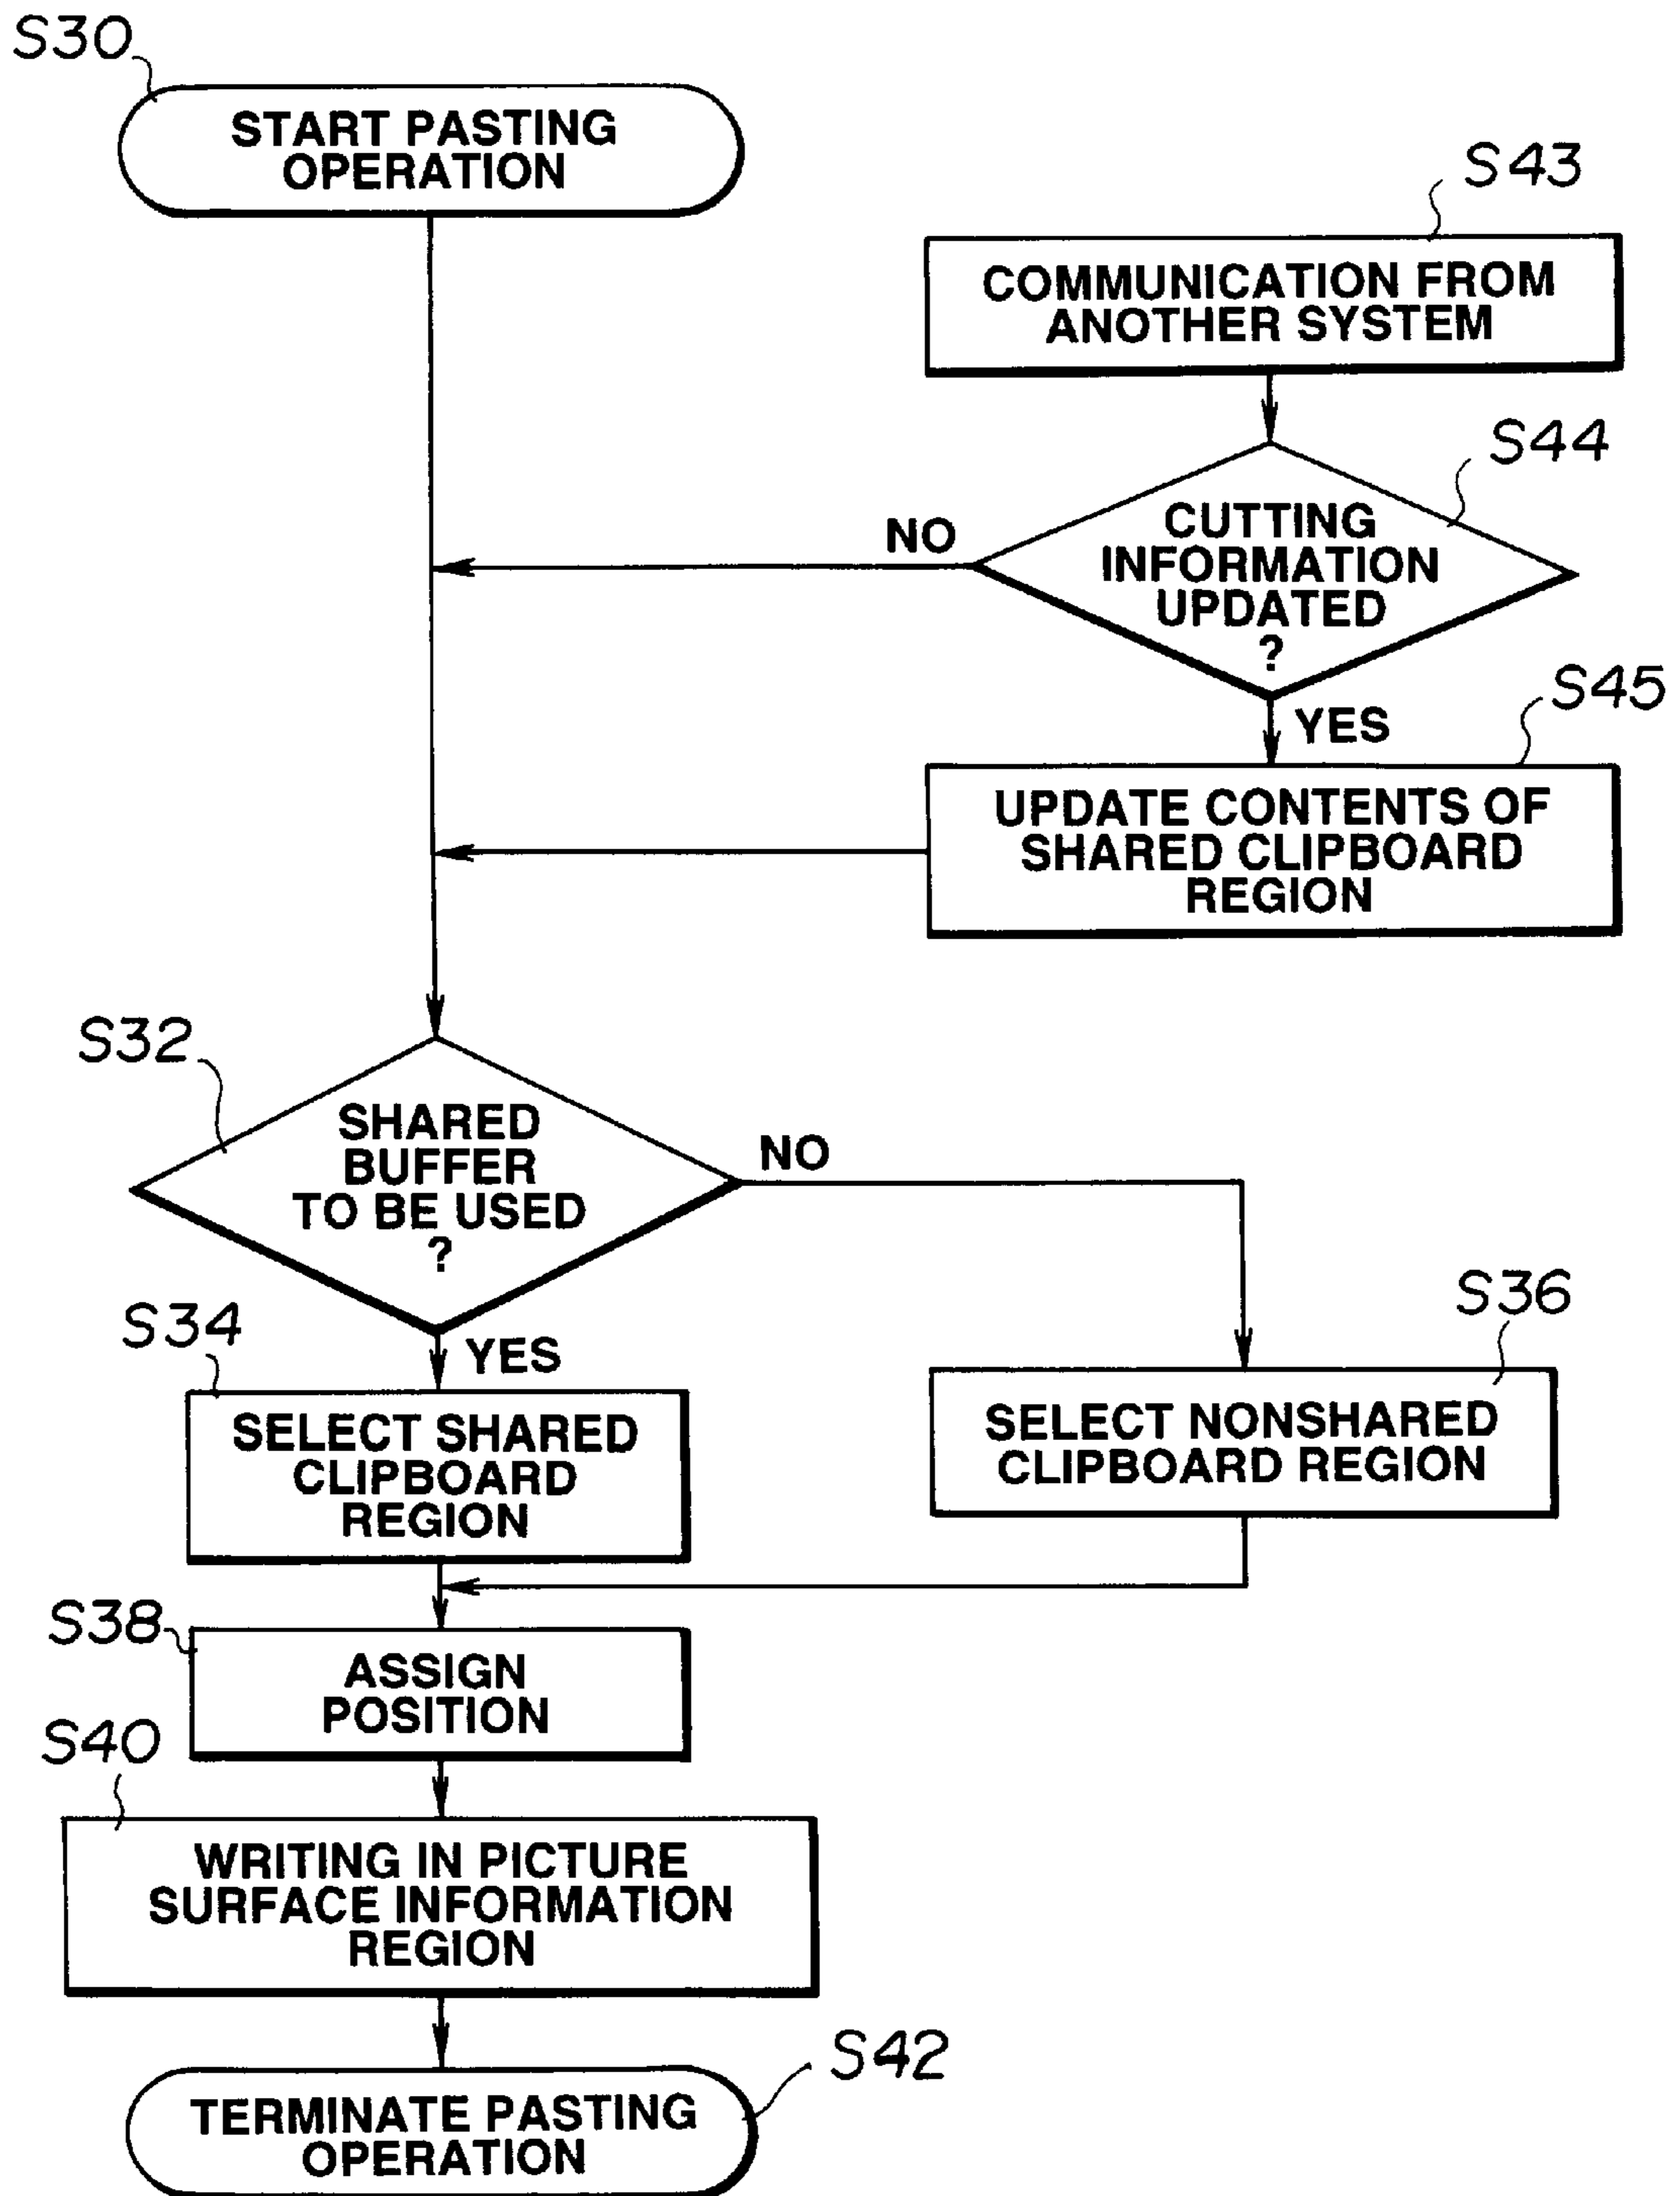 S30
START PASTING
OPERATION
S43
COMMUNICATION FROM
ANOTHER SYSTEM
S44
CUTTING
INFORMATION
UPDATED
?
NO
YES
S45
UPDATE CONTENTS OF
SHARED CLIPBOARD
REGION
S32
SHARED
BUFFER
TO BE USED
?
NO
YES
S34
SELECT SHARED
CLIPBOARD
REGION
S36
SELECT NONSHARED
CLIPBOARD REGION
S38
ASSIGN
POSITION
S40
WRITING IN PICTURE
SURFACE INFORMATION
REGION
S42
TERMINATE PASTING
OPERATION